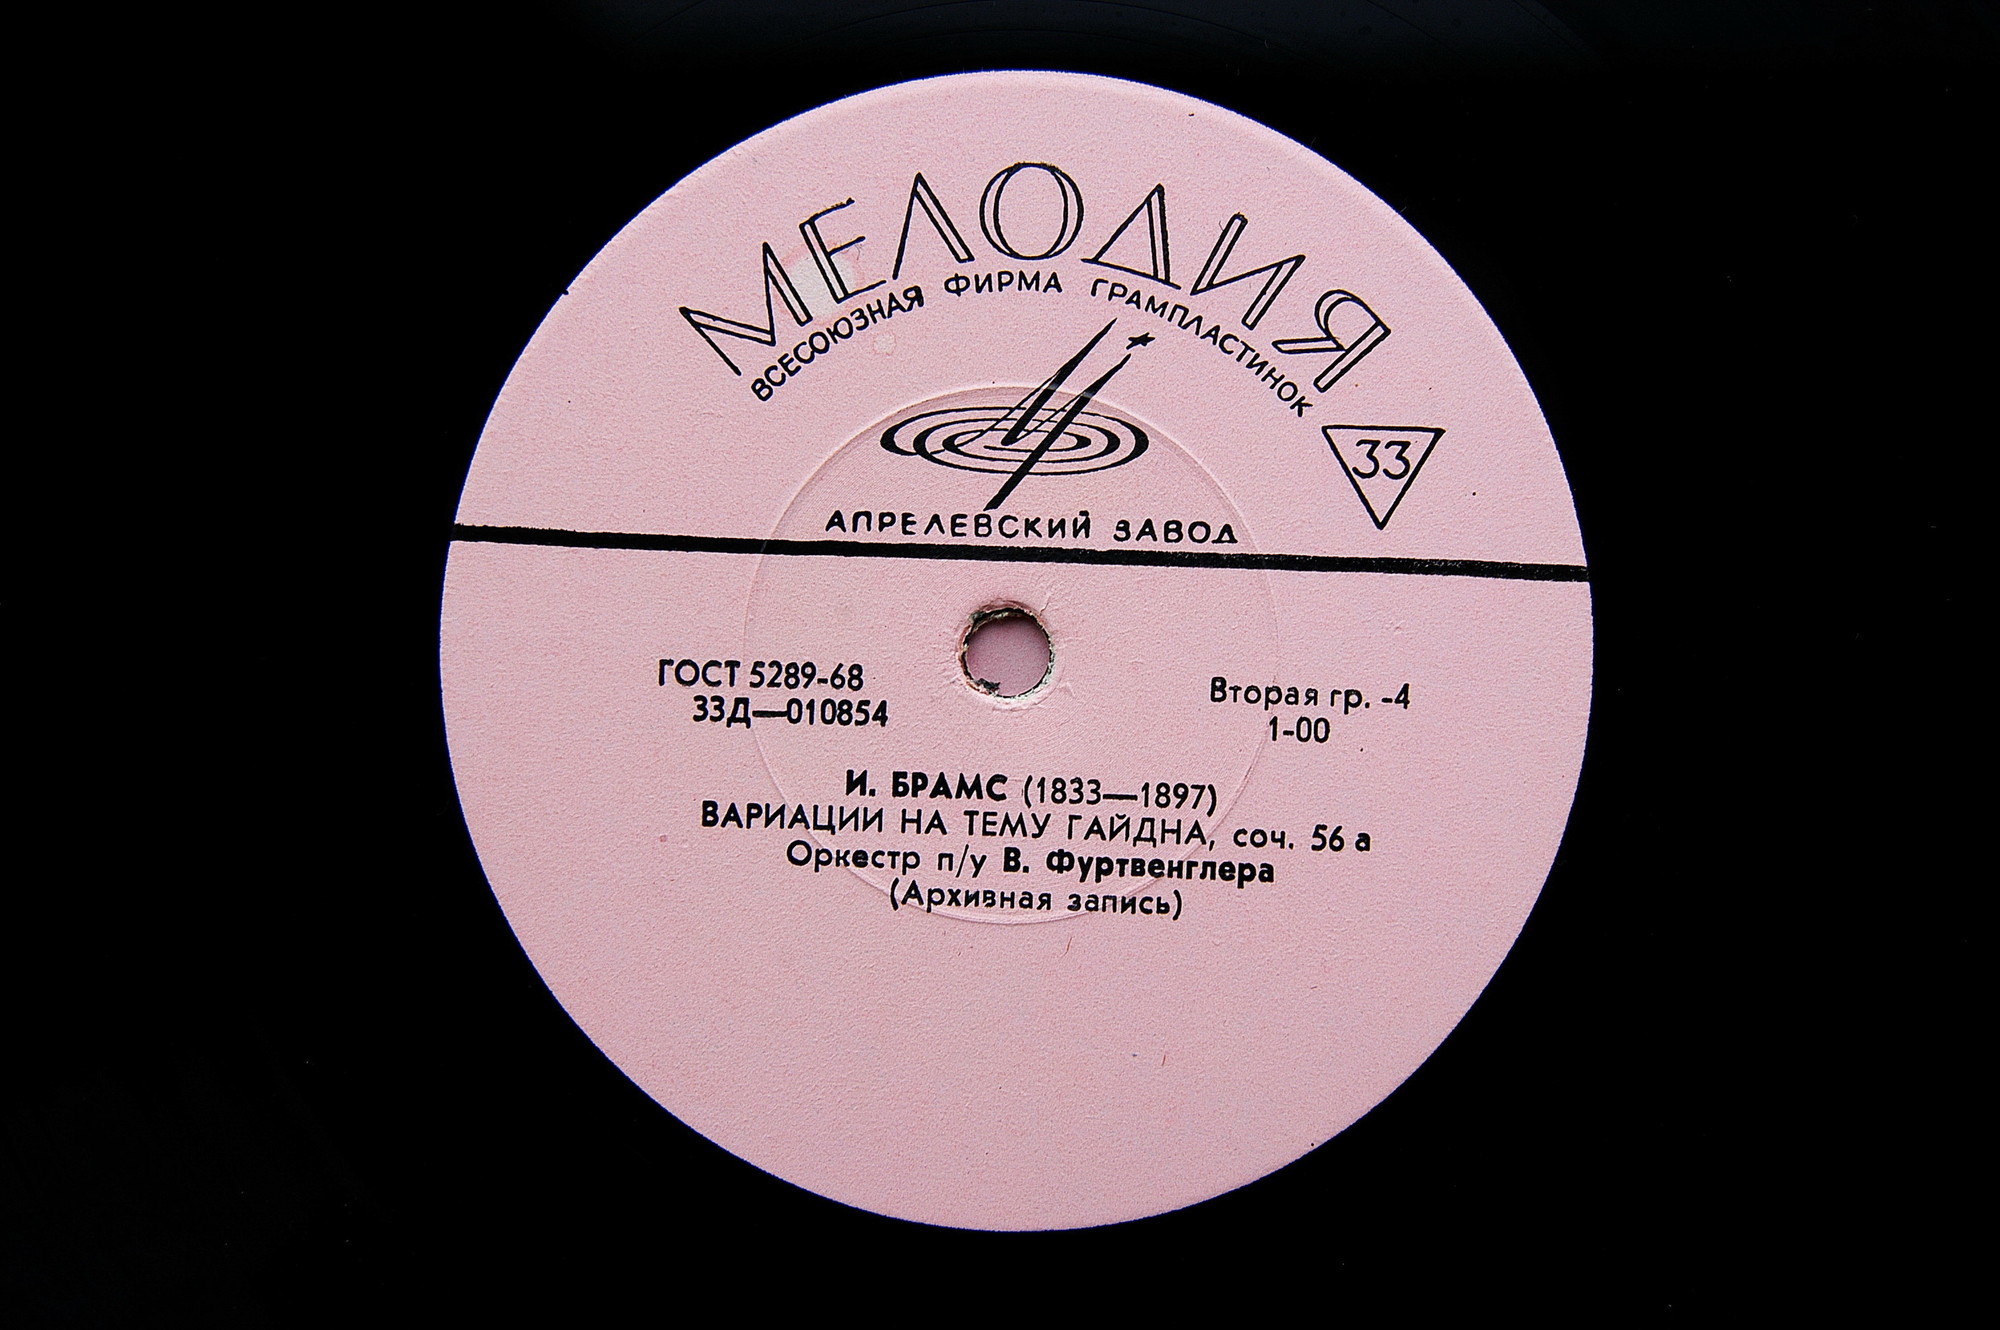 МЕЛОДИЯ
ВСЕСОЮЗНАЯ ФИРМА ГРАМПЛАСТИНОК
33
АПРЕЛЕВСКИЙ ЗАВОД
ГОСТ 5289-68
33Д—010854
Вторая гр. -4
1-00
И. БРАМС (1833—1897)
ВАРИАЦИИ НА ТЕМУ ГАЙДНА, соч. 56 а
Оркестр п/у В. Фуртвенглера
(Архивная запись)